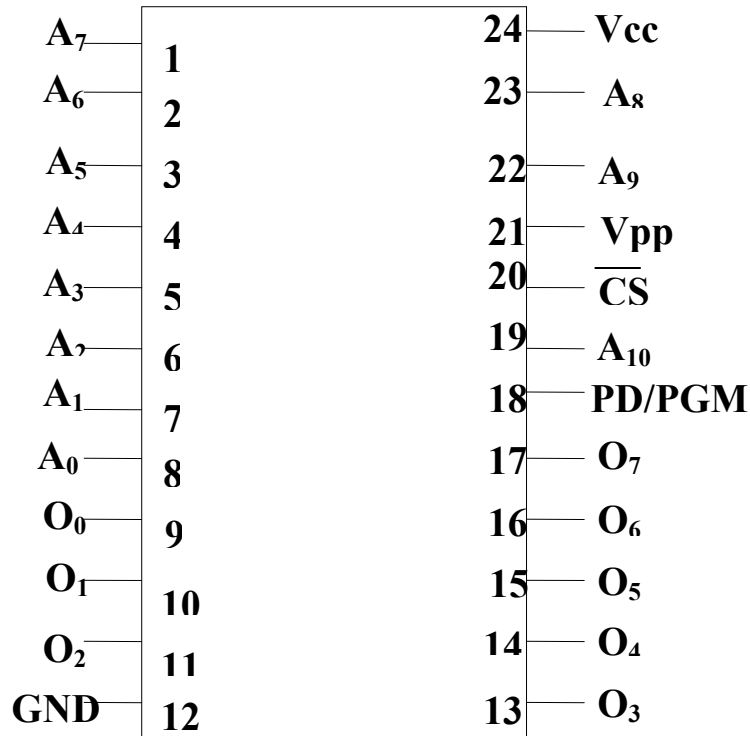 A₇ 1 24 Vcc
A₆ 2 23 A₈
A₅ 3 22 A₉
A₄ 4 21 Vpp
A₃ 5 20 C̅S̅
A₂ 6 19 A₁₀
A₁ 7 18 PD/PGM
A₀ 8 17 O₇
O₀ 9 16 O₆
O₁ 10 15 O₅
O₂ 11 14 O₄
GND 12 13 O₃